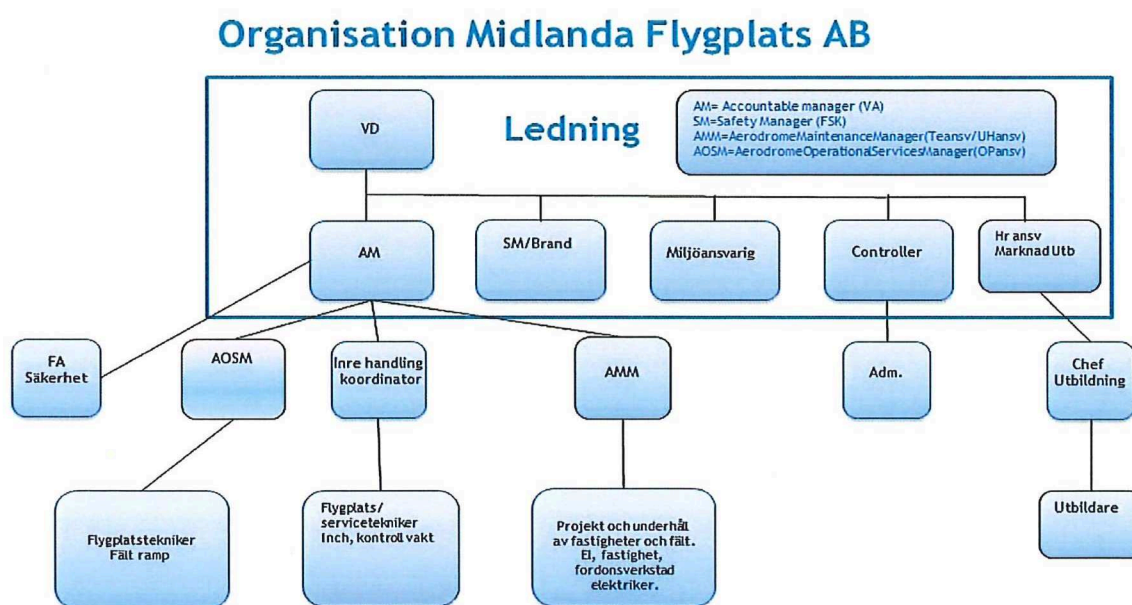 Organisation Midlanda Flygplats AB
VD
Ledning
AM= Accountable manager (VA)
SM=Safety Manager (FSK)
AMM=AerodromeMaintenanceManager(Teansv/UHansv)
AOSM=AerodromeOperationalServicesManager(OPansv)
AM
SM/Brand
Miljöansvarig
Controller
Hr ansv
Marknad Utb
FA
Säkerhet
AOSM
Inre handling
koordinator
AMM
Adm.
Chef
Utbildning
Flygplatstekniker
Fält ramp
Flygplats/
servicetekniker
Inch, kontroll vakt
Projekt och underhåll
av fastigheter och fält.
El, fastighet,
fordonsverkstad
elektriker.
Utbildare